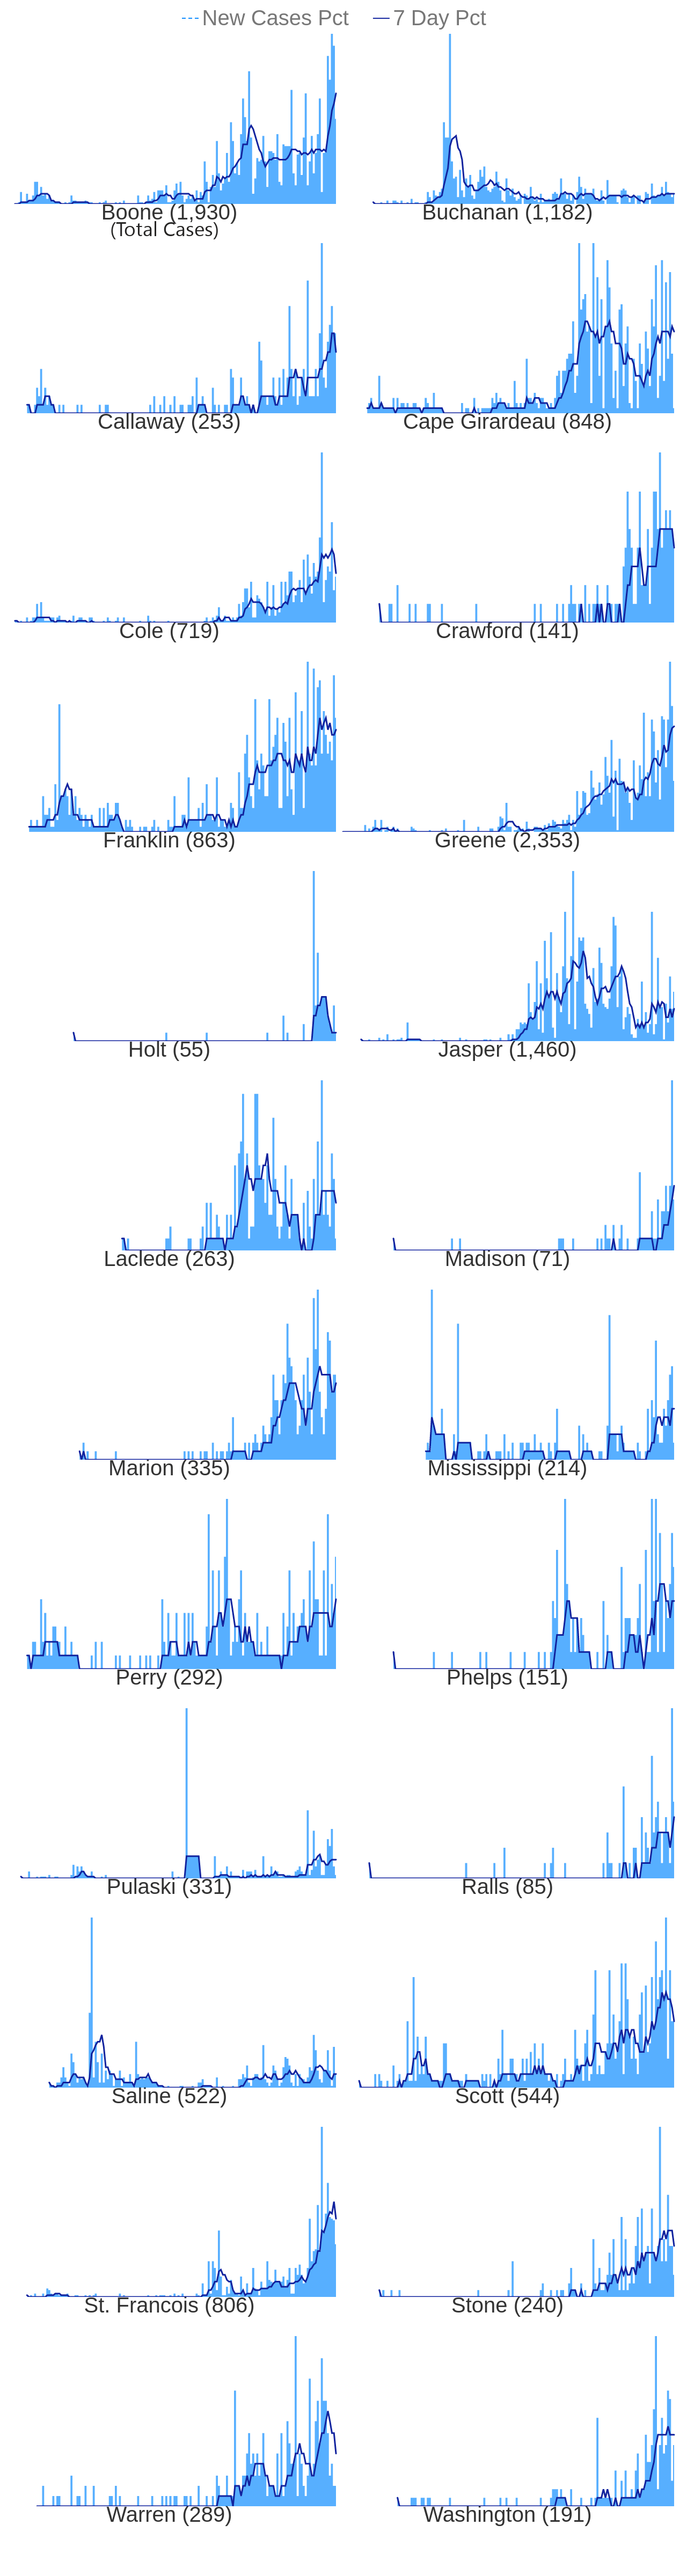 New Cases Pct 7 Day Pct
Boone (1,930) Buchanan (1,182)
(Total Cases)
Callaway (253) Cape Girardeau (848)
Cole (719) Crawford (141)
Franklin (863) Greene (2,353)
Holt (55) Jasper (1,460)
Laclede (263) Madison (71)
Marion (335) Mississippi (214)
Perry (292) Phelps (151)
Pulaski (331) Ralls (85)
Saline (522) Scott (544)
St. Francois (806) Stone (240)
Warren (289) Washington (191)